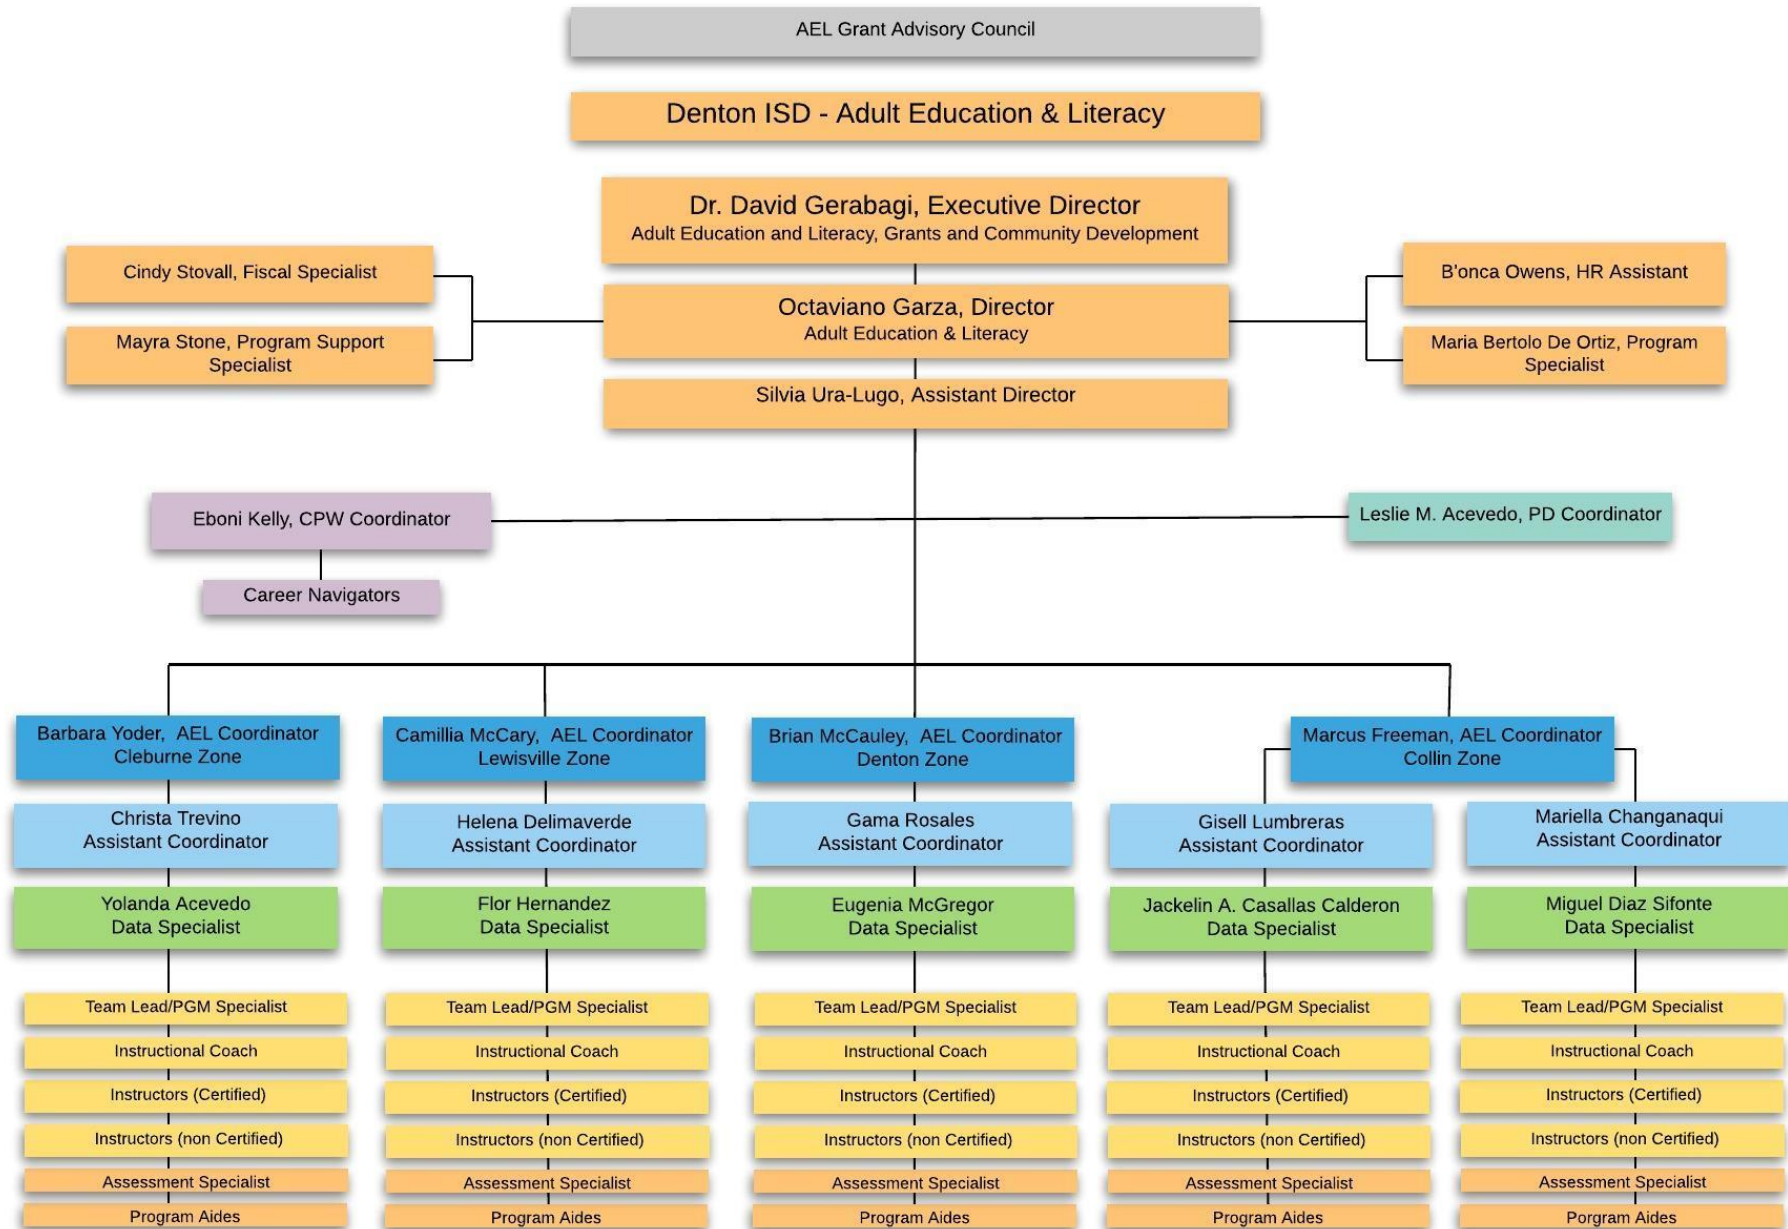 AEL Grant Advisory Council
Denton ISD - Adult Education & Literacy
Dr. David Gerabagi, Executive Director
Adult Education and Literacy, Grants and Community Development
Cindy Stovall, Fiscal Specialist
B'onca Owens, HR Assistant
Octaviano Garza, Director
Adult Education & Literacy
Mayra Stone, Program Support
Specialist
Maria Bertolo De Ortiz, Program
Specialist
Silvia Ura-Lugo, Assistant Director
Eboni Kelly, CPW Coordinator
Leslie M. Acevedo, PD Coordinator
Career Navigators
Barbara Yoder, AEL Coordinator
Cleburne Zone
Camillia McCary, AEL Coordinator
Lewisville Zone
Brian McCauley, AEL Coordinator
Denton Zone
Marcus Freeman, AEL Coordinator
Collin Zone
Christa Trevino
Assistant Coordinator
Helena Delimaverde
Assistant Coordinator
Gama Rosales
Assistant Coordinator
Gisell Lumbreras
Assistant Coordinator
Mariella Changanaqui
Assistant Coordinator
Yolanda Acevedo
Data Specialist
Flor Hernandez
Data Specialist
Eugenia McGregor
Data Specialist
Jackelin A. Casallas Calderon
Data Specialist
Miguel Diaz Sifonte
Data Specialist
Team Lead/PGM Specialist
Team Lead/PGM Specialist
Team Lead/PGM Specialist
Team Lead/PGM Specialist
Team Lead/PGM Specialist
Instructional Coach
Instructional Coach
Instructional Coach
Instructional Coach
Instructional Coach
Instructors (Certified)
Instructors (Certified)
Instructors (Certified)
Instructors (Certified)
Instructors (Certified)
Instructors (non Certified)
Instructors (non Certified)
Instructors (non Certified)
Instructors (non Certified)
Instructors (non Certified)
Assessment Specialist
Assessment Specialist
Assessment Specialist
Assessment Specialist
Assessment Specialist
Program Aides
Program Aides
Program Aides
Program Aides
Porgram Aides